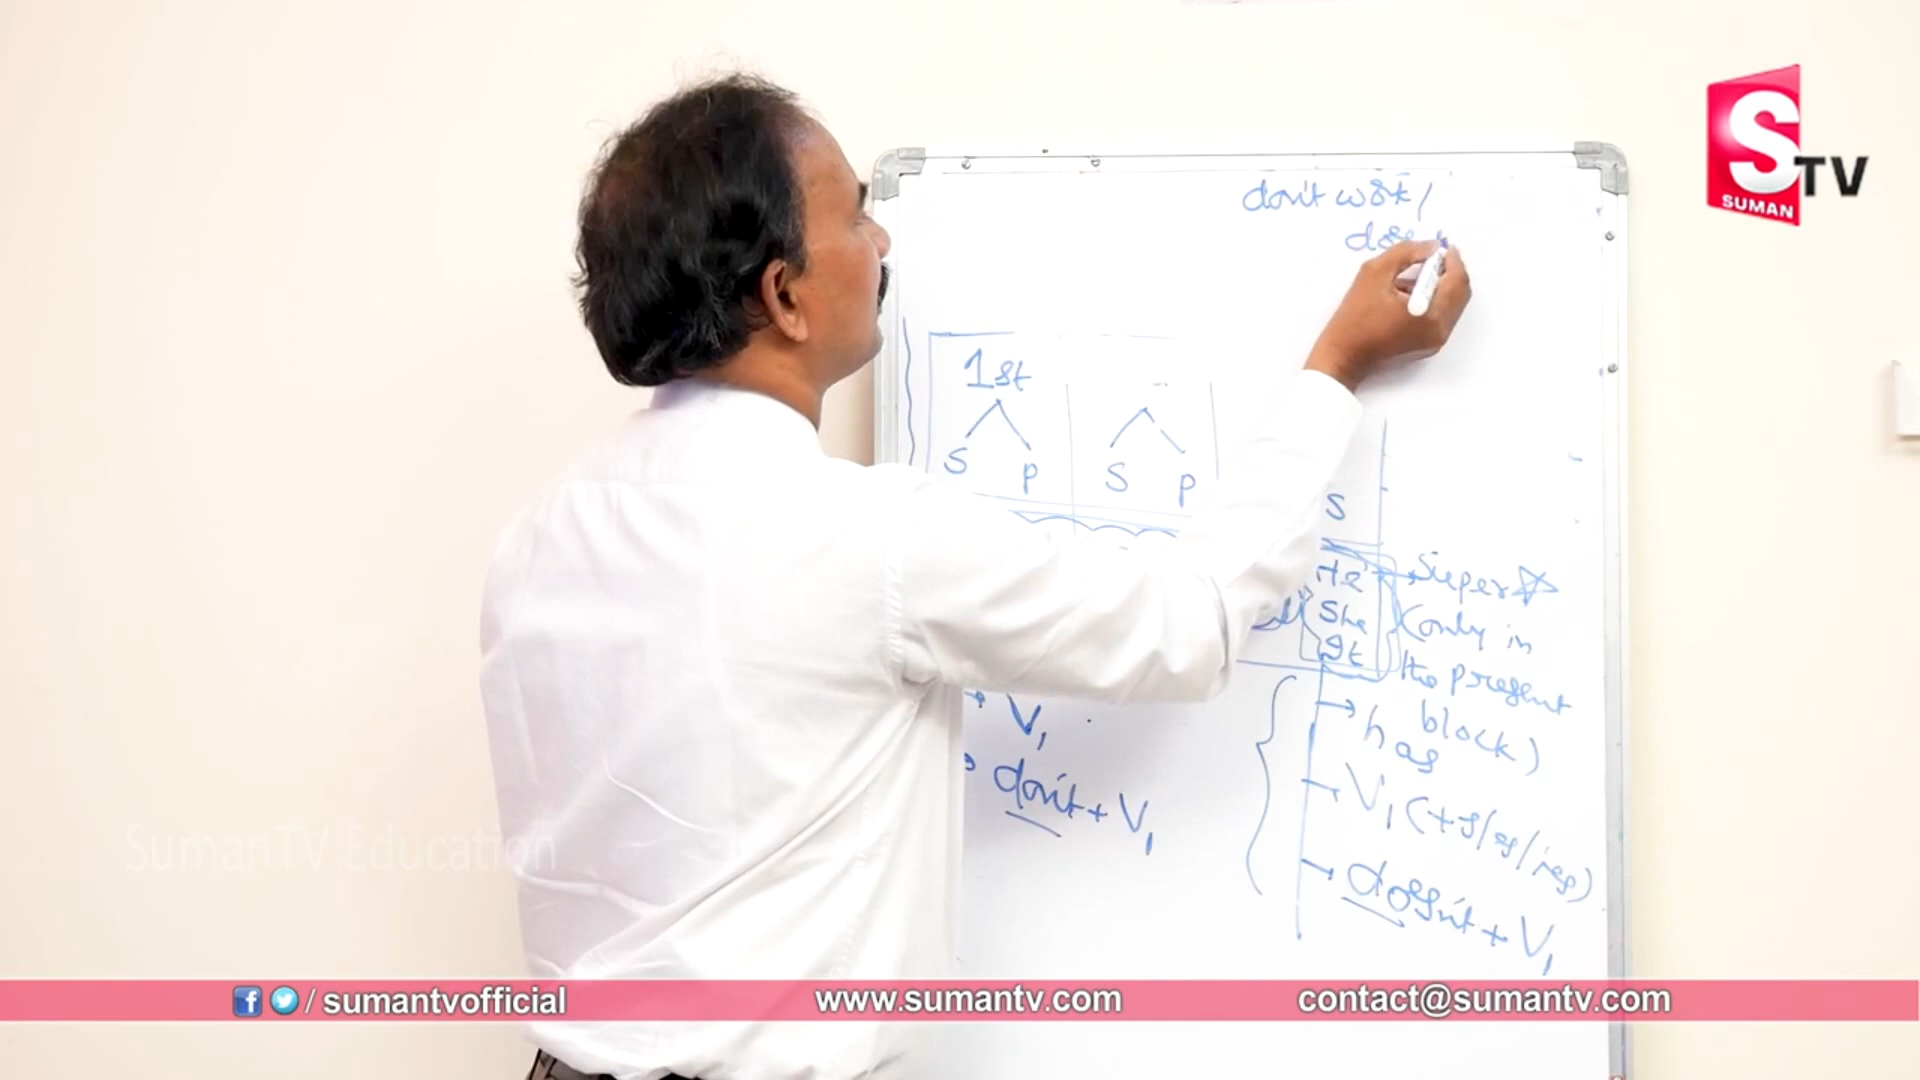 S
TV
SUMAN
don't work/
does
1st
S P S P S
He
She
It
Super
(only in
the present
block)
has
V1
V1 (+s/es/ies)
don't + V1
doesn't + V1
SumanTV Education
/ sumantvofficial
www.sumantv.com
contact@sumantv.com